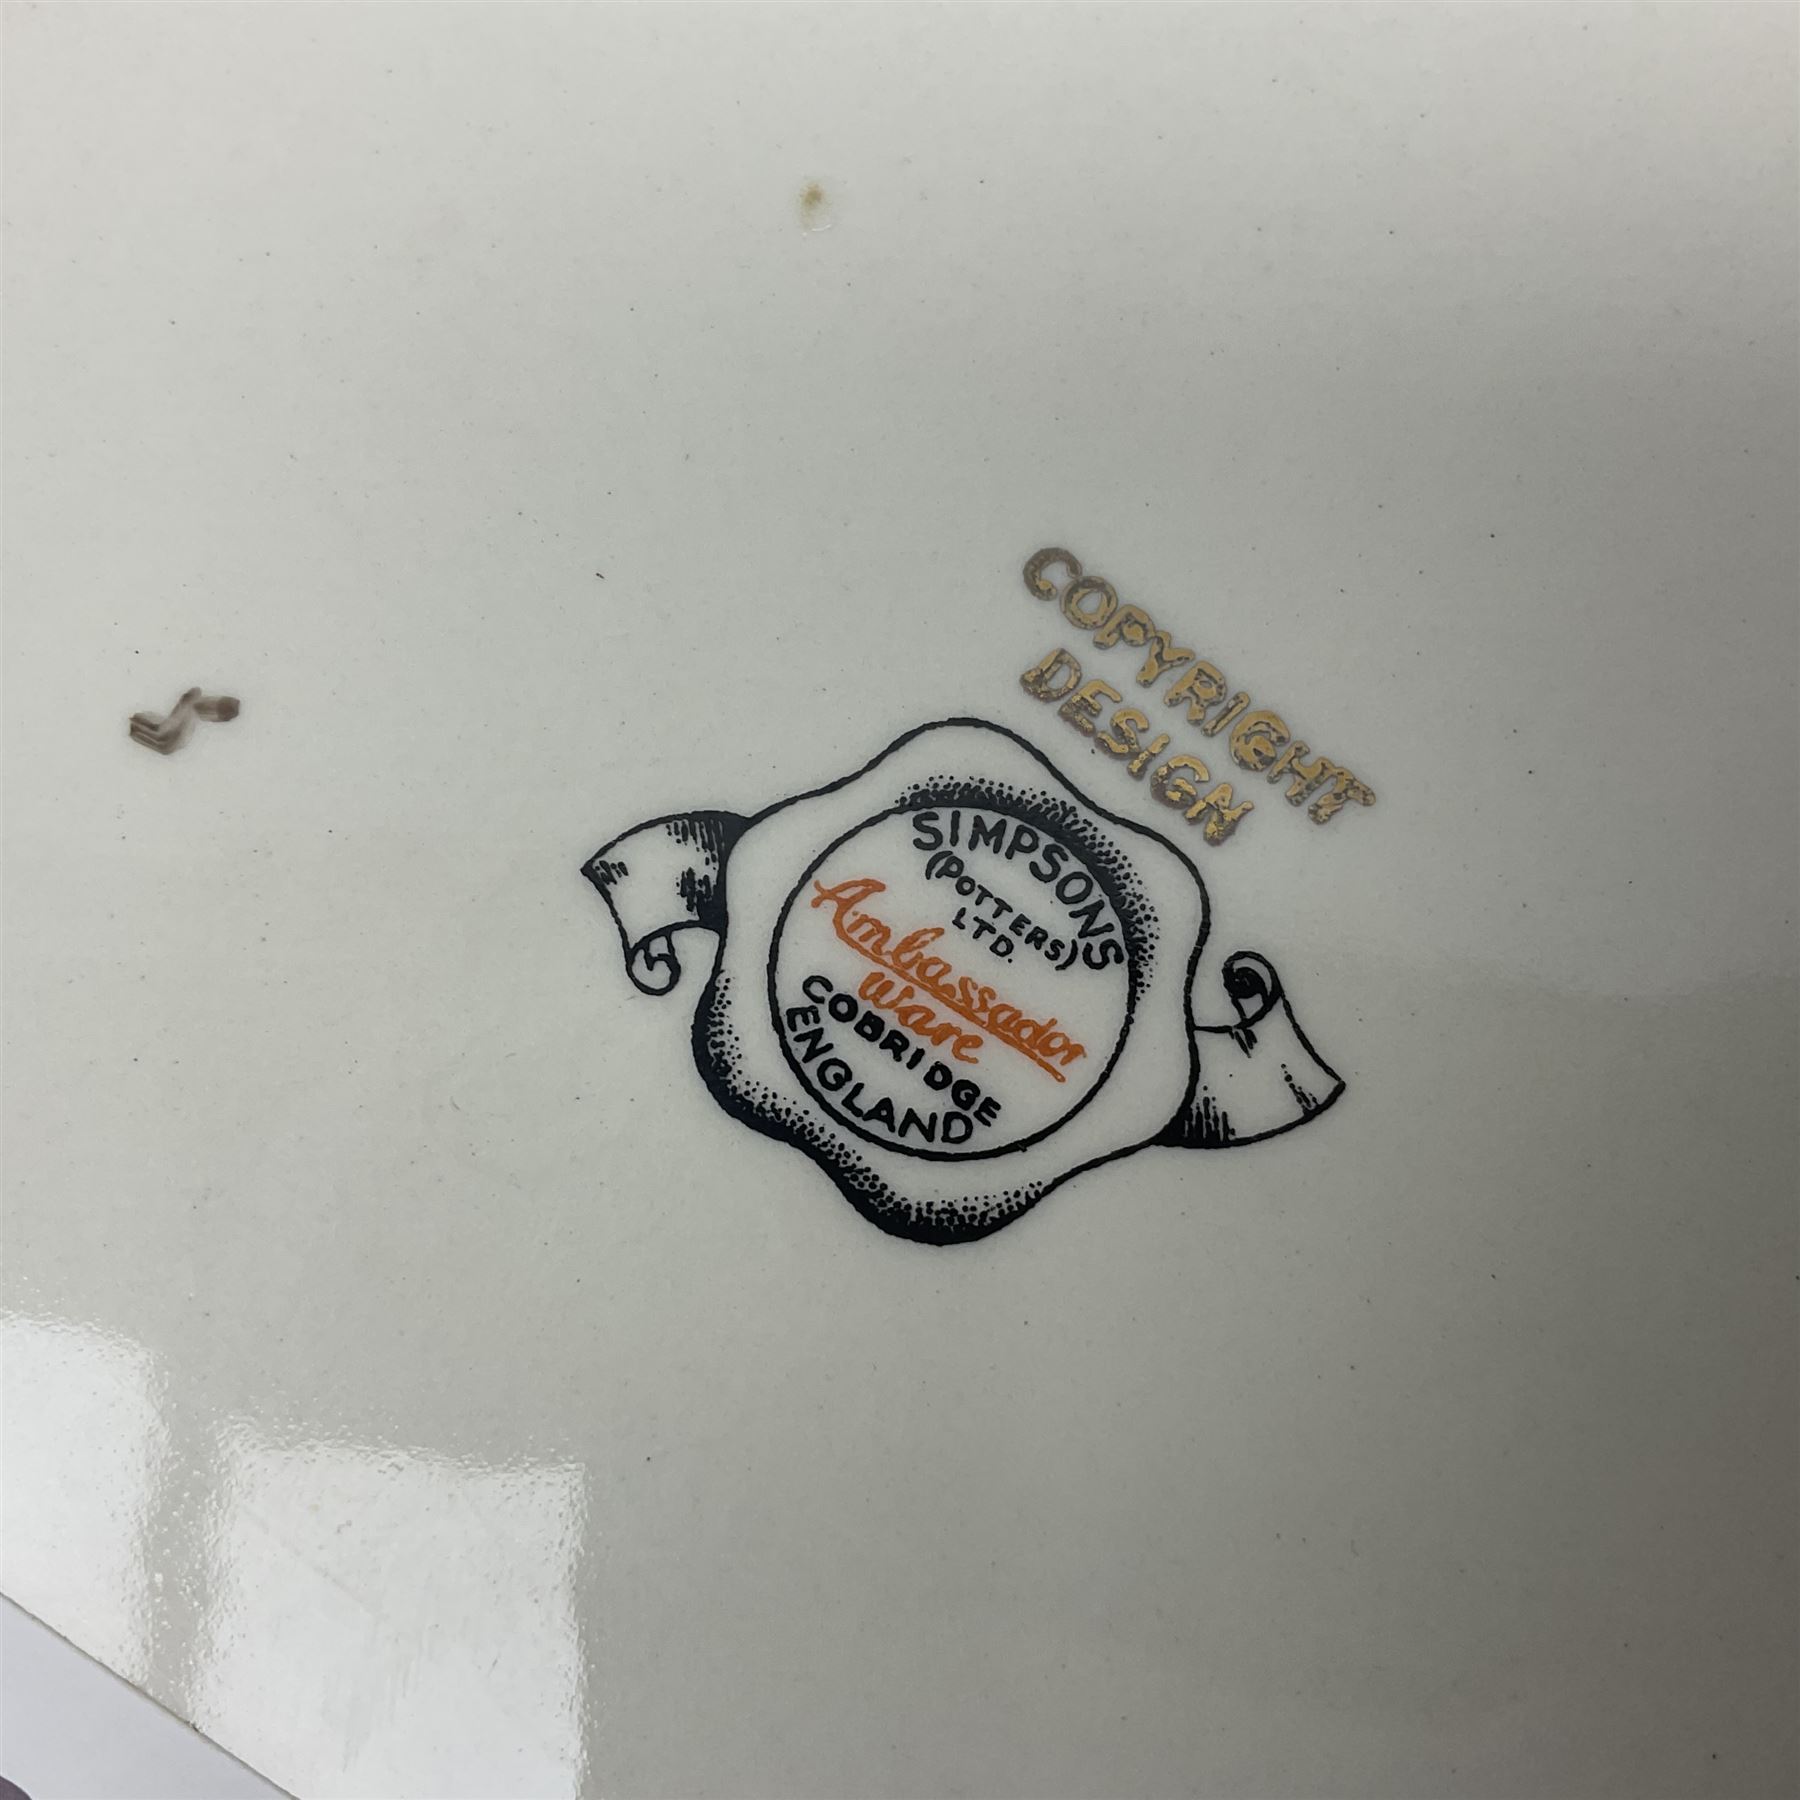 COPYRIGHT
DESIGN
SIMPSONS
(POTTERS)
LTD.
Ambassador
Ware
COBRIDGE
ENGLAND